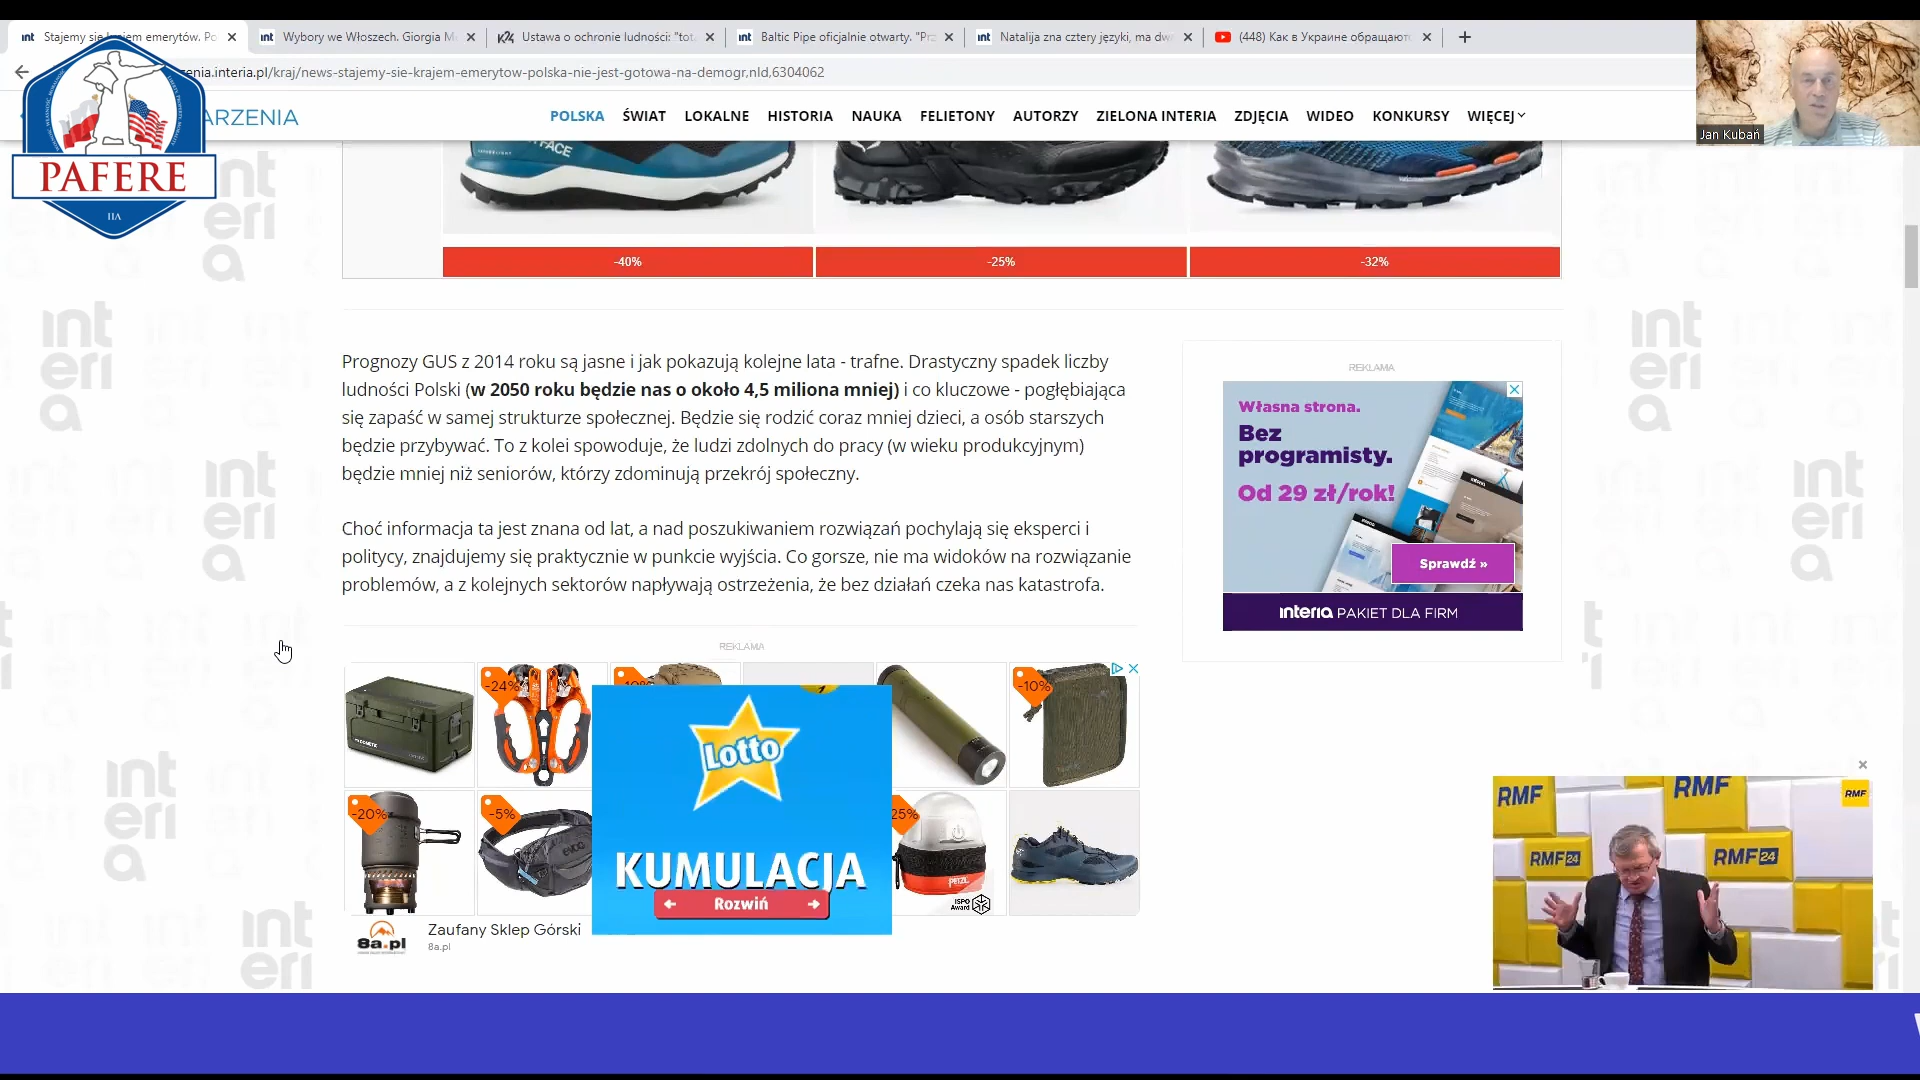 Stajemy się krajem emerytów. Po
Wybory we Włoszech. Giorgia M
K24 Ustawa o ochronie ludności: "tot
Baltic Pipe oficjalnie otwarty. "Prz
Natalija zna cztery języki, ma dw
(448) Как в Украине обращают
zenia.interia.pl/kraj/news-stajemy-sie-krajem-emerytow-polska-nie-jest-gotowa-na-demogr,nId,6304062
Jan Kubań
PAFERE
ARZENIA
POLSKA ŚWIAT LOKALNE HISTORIA NAUKA FELIETONY AUTORZY ZIELONA INTERIA ZDJĘCIA WIDEO KONKURSY WIĘCEJ
-40%
-25%
-32%
Prognozy GUS z 2014 roku są jasne i jak pokazują kolejne lata - trafne. Drastyczny spadek liczby
ludności Polski (w 2050 roku będzie nas o około 4,5 miliona mniej) i co kluczowe - pogłębiająca
się zapaść w samej strukturze społecznej. Będzie się rodzić coraz mniej dzieci, a osób starszych
będzie przybywać. To z kolei spowoduje, że ludzi zdolnych do pracy (w wieku produkcyjnym)
będzie mniej niż seniorów, którzy zdominują przekrój społeczny.
Choć informacja ta jest znana od lat, a nad poszukiwaniem rozwiązań pochylają się eksperci i
politycy, znajdujemy się praktycznie w punkcie wyjścia. Co gorsze, nie ma widoków na rozwiązanie
problemów, a z kolejnych sektorów napływają ostrzeżenia, że bez działań czeka nas katastrofa.
REKLAMA
Własna strona.
Bez
programisty.
Od 29 zł/rok!
Sprawdź »
interia PAKIET DLA FIRM
REKLAMA
-24%
-10%
-20%
-5%
25%
PETZL
ISPO
Award
Lotto
KUMULACJA
Rozwiń
8a.pl
Zaufany Sklep Górski
8a.pl
RMF
RMF
RMF
RMF24
RMF24